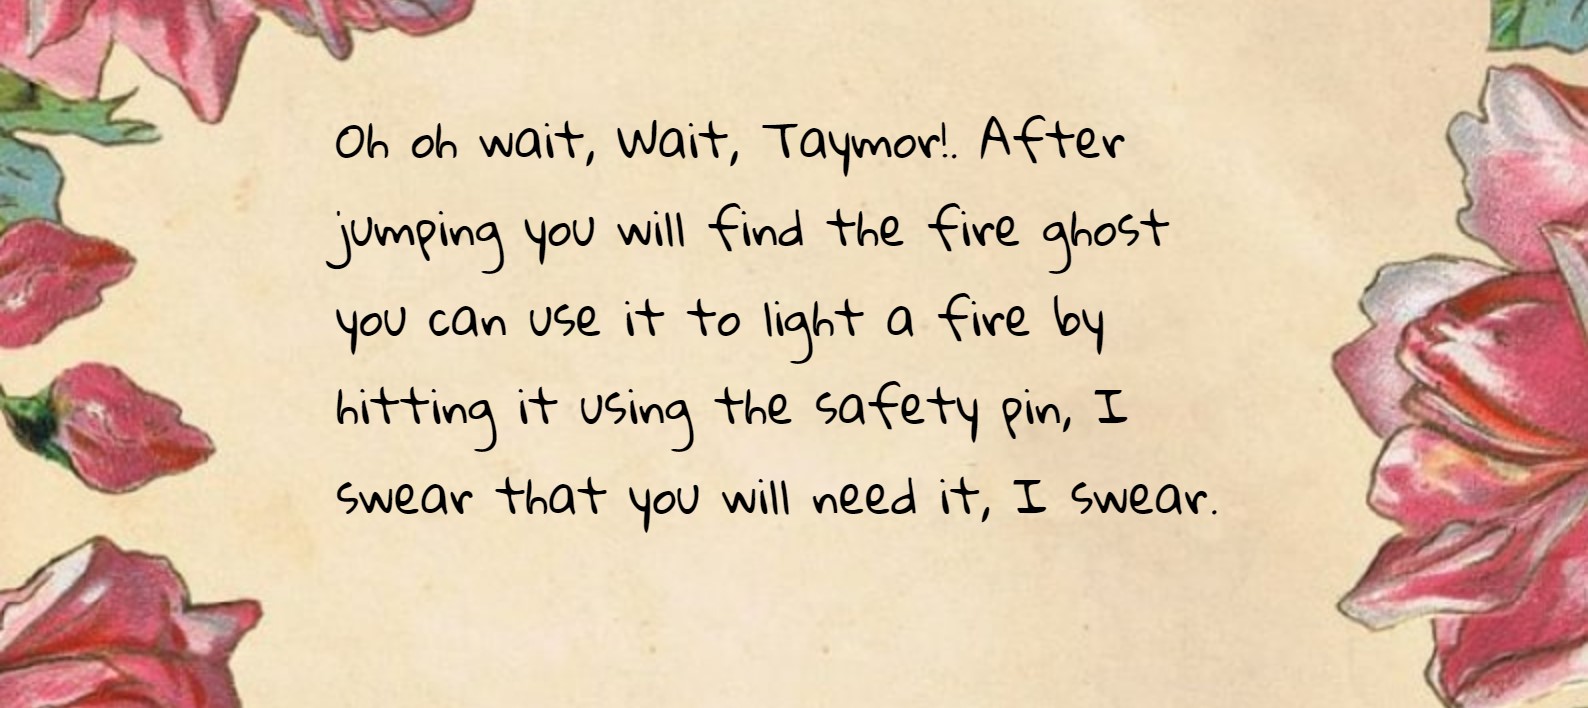 Oh oh wait, Wait, Taymor!. After
jumping you will find the fire ghost
you can use it to light a fire by
hitting it using the safety pin, I
swear that you will need it, I swear.